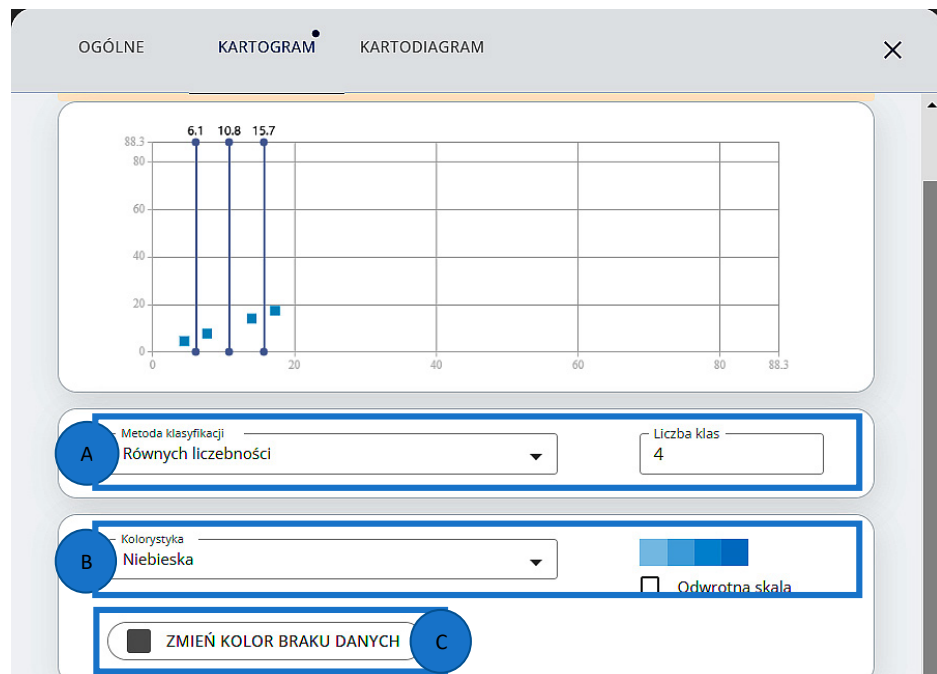 OGÓLNE KARTOGRAM KARTODIAGRAM
6.1 10.8 15.7
88.3
80
60
40
20
0
0 20 40 60 80 88.3
Metoda klasyfikacji Liczba klas
A Równych liczebności 4
Kolorystyka
B Niebieska
Odwrotna skala
ZMIEŃ KOLOR BRAKU DANYCH C